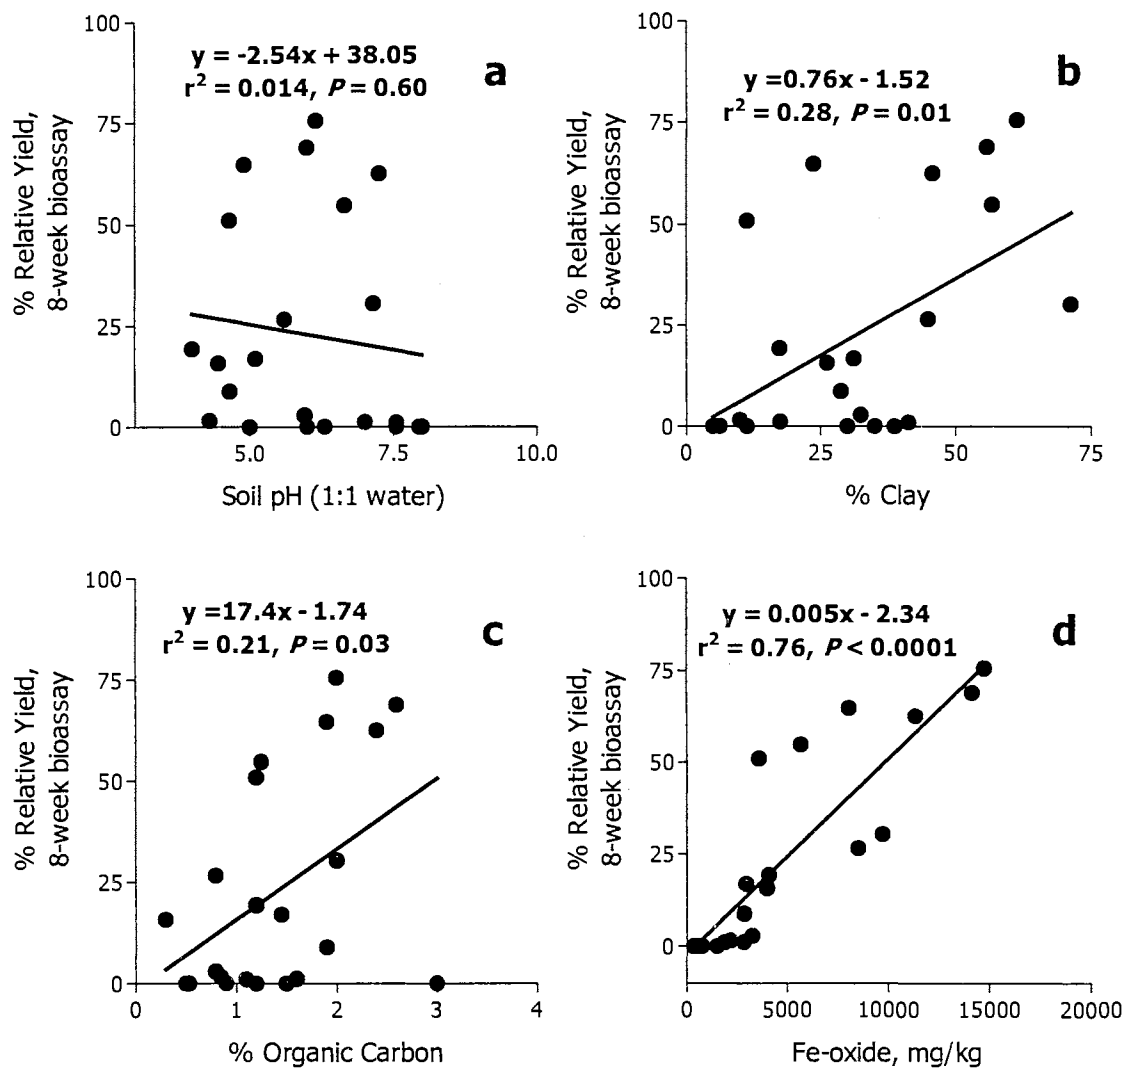 100
75
50
25
0
5.0
7.5
10.0
% Relative Yield,
8-week bioassay
y = -2.54x + 38.05
r² = 0.014, P = 0.60
a
Soil pH (1:1 water)
100
75
50
25
0
0
25
50
75
% Relative Yield,
8-week bioassay
y =0.76x - 1.52
r² = 0.28, P = 0.01
b
% Clay
100
75
50
25
0
0
1
2
3
4
% Relative Yield,
8-week bioassay
y =17.4x - 1.74
r² = 0.21, P = 0.03
c
% Organic Carbon
100
75
50
25
0
0
5000
10000
15000
20000
% Relative Yield,
8-week bioassay
y = 0.005x - 2.34
r² = 0.76, P < 0.0001
d
Fe-oxide, mg/kg